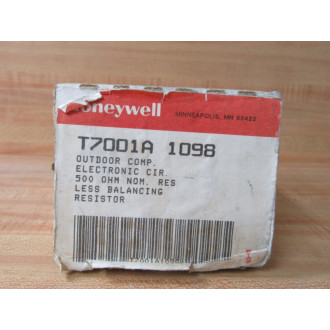 Honeywell
MINNEAPOLIS, MN 55422
T7001A 1098
OUTDOOR COMP.
ELECTRONIC CIR.
500 OHM NOM. RES
LESS BALANCING
RESISTOR